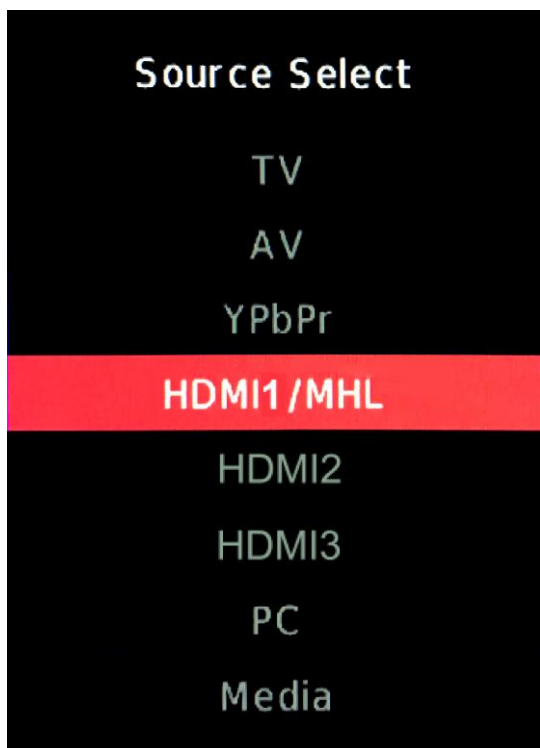 Source Select
TV
AV
YPbPr
HDMI1/MHL
HDMI2
HDMI3
PC
Media